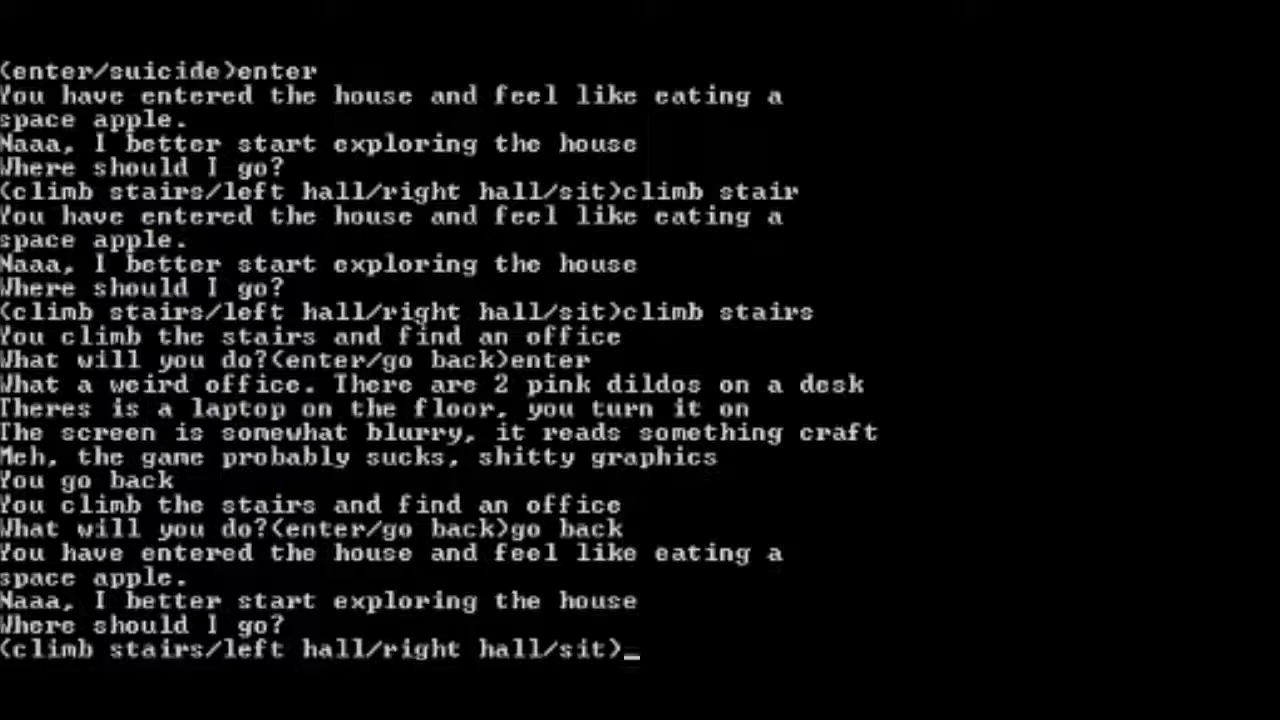 (enter/suicide)enter
You have entered the house and feel like eating a
space apple.
Naaa, I better start exploring the house
Where should I go?
(climb stairs/left hall/right hall/sit)climb stair
You have entered the house and feel like eating a
space apple.
Naaa, I better start exploring the house
Where should I go?
(climb stairs/left hall/right hall/sit)climb stairs
You climb the stairs and find an office
What will you do?(enter/go back)enter
What a weird office. There are 2 pink dildos on a desk
Theres is a laptop on the floor, you turn it on
The screen is somewhat blurry, it reads something craft
Meh, the game probably sucks, shitty graphics
You go back
You climb the stairs and find an office
What will you do?(enter/go back)go back
You have entered the house and feel like eating a
space apple.
Naaa, I better start exploring the house
Where should I go?
(climb stairs/left hall/right hall/sit)_